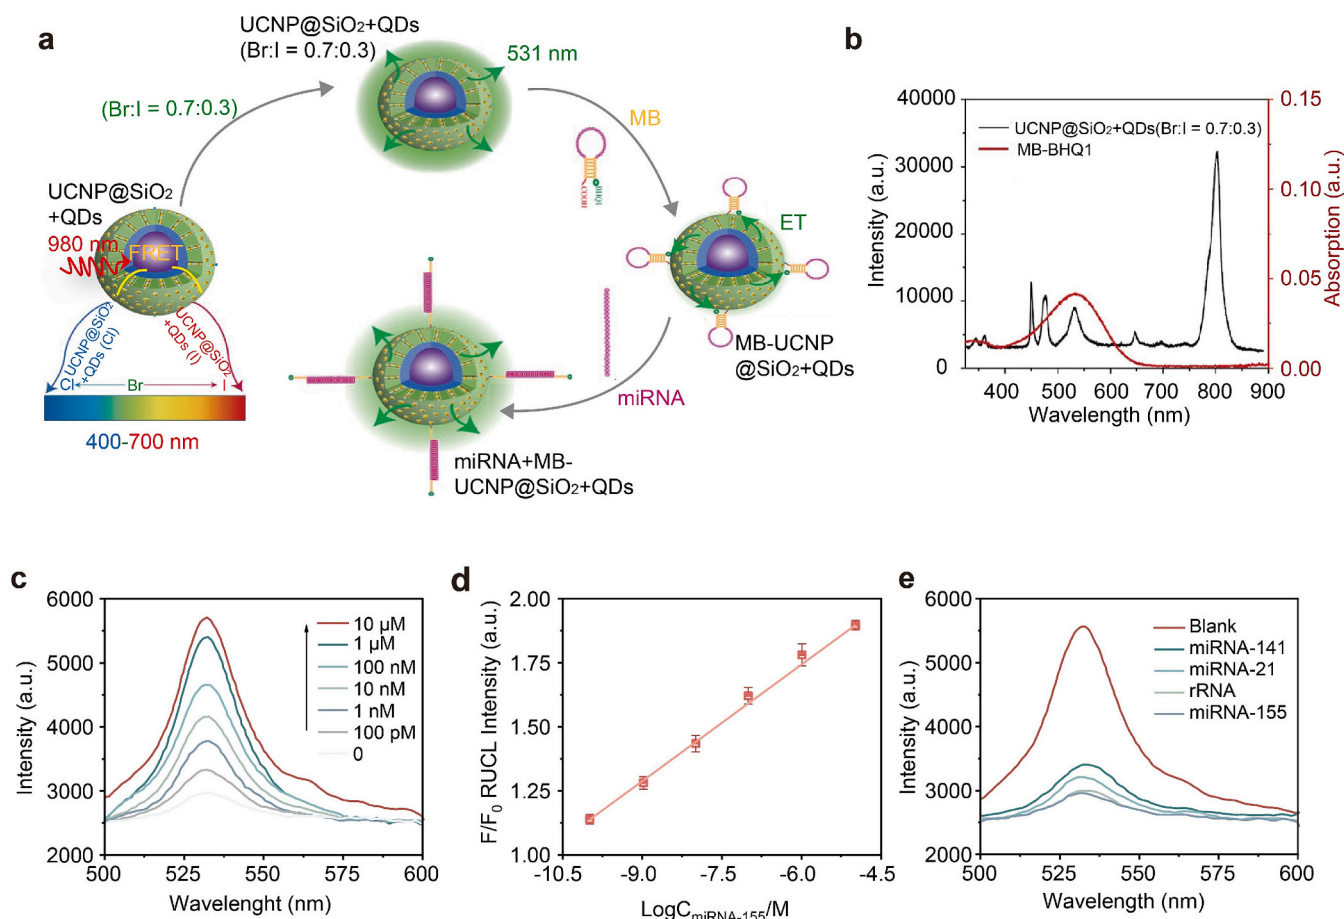 a
UCNP@SiO₂+QDs
(Br:I = 0.7:0.3)
531 nm
(Br:I = 0.7:0.3)
MB
COOH
BHQ1
UCNP@SiO₂
+QDs
980 nm
FRET
ET
UCNP@SiO₂
+QDs (Cl)
UCNP@SiO₂
+QDs (I)
Cl
Br
I
400-700 nm
MB-UCNP
@SiO₂+QDs
miRNA
miRNA+MB-
UCNP@SiO₂+QDs
b
40000
30000
20000
10000
0
Intensity (a.u.)
UCNP@SiO₂+QDs(Br:I = 0.7:0.3)
MB-BHQ1
0.15
0.10
0.05
0.00
Absorption (a.u.)
400 500 600 700 800 900
Wavelength (nm)
c
6000
5000
4000
3000
2000
Intensity (a.u.)
10 µM
1 µM
100 nM
10 nM
1 nM
100 pM
0
500 525 550 575 600
Wavelenght (nm)
d
2.00
1.75
1.50
1.25
1.00
F/F₀ RUCL Intensity (a.u.)
-10.5 -9.0 -7.5 -6.0 -4.5
LogC miRNA-155/M
e
6000
5000
4000
3000
2000
Intensity (a.u.)
Blank
miRNA-141
miRNA-21
rRNA
miRNA-155
500 525 550 575 600
Wavelength (nm)